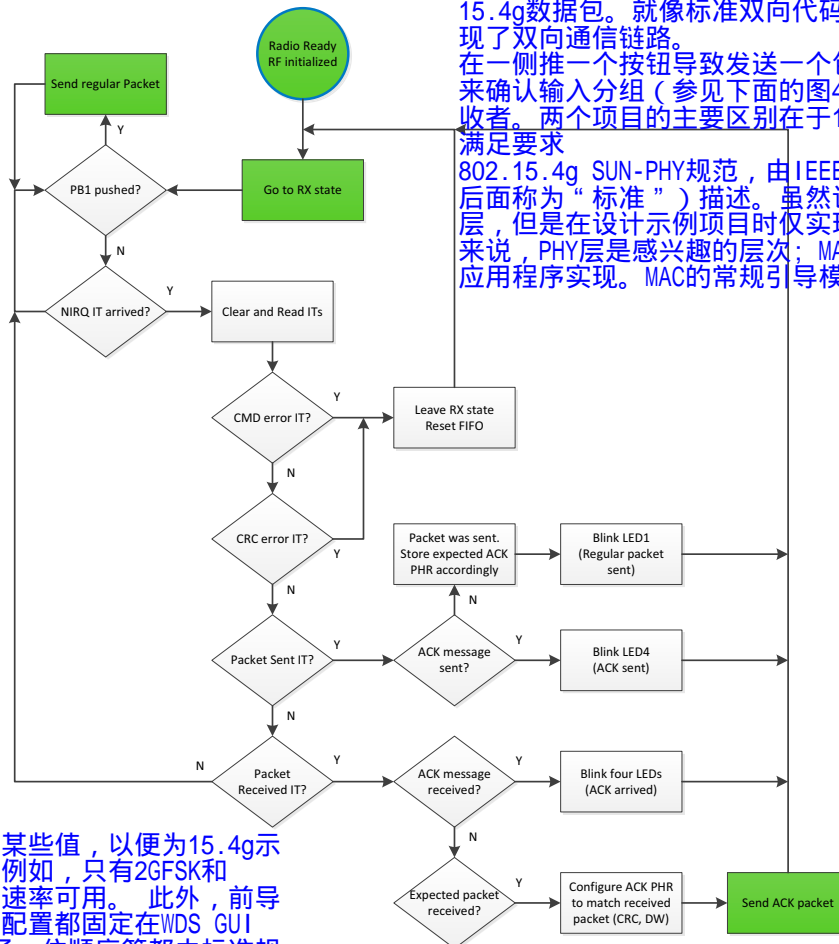 15.4g数据包。就像标准双向代码
现了双向通信链路。
在一侧推一个按钮导致发送一个
来确认输入分组（参见下面的图
收者。两个项目的主要区别在于
满足要求
802.15.4g SUN-PHY规范，由IEEE
后面称为“标准”）描述。虽然
层，但是在设计示例项目时仅实现
来说，PHY层是感兴趣的层次；MA
应用程序实现。MAC的常规引导模
Radio Ready
RF initialized
Send regular Packet
Y
PB1 pushed?
Go to RX state
N
NIRQ IT arrived?
Y
Clear and Read ITs
CMD error IT?
Y
Leave RX state
Reset FIFO
N
CRC error IT?
Y
N
Packet was sent.
Store expected ACK
PHR accordingly
Blink LED1
(Regular packet
sent)
N
Packet Sent IT?
Y
ACK message
sent?
Y
Blink LED4
(ACK sent)
N
N
Packet
Received IT?
Y
ACK message
received?
Y
Blink four LEDs
(ACK arrived)
N
Expected packet
received?
Y
Configure ACK PHR
to match received
packet (CRC, DW)
Send ACK packet
某些值，以便为15.4g示
例如，只有2GFSK和
速率可用。 此外，前导
配置都固定在WDS GUI